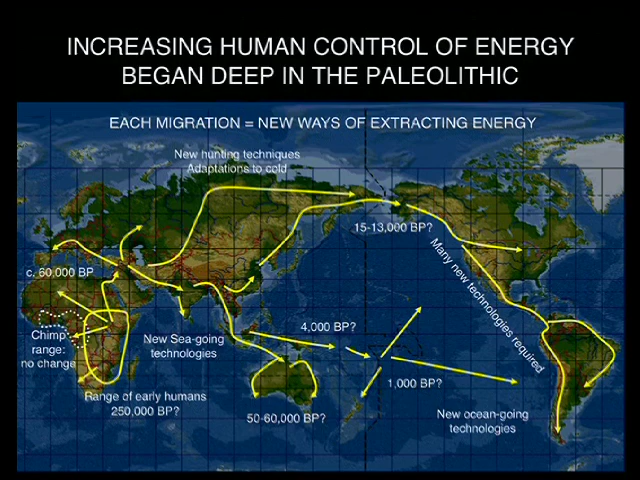 INCREASING HUMAN CONTROL OF ENERGY
BEGAN DEEP IN THE PALEOLITHIC
EACH MIGRATION = NEW WAYS OF EXTRACTING ENERGY
New hunting techniques
Adaptations to cold
15-13,000 BP?
Many new technologies required
c. 60,000 BP
Chimp
range:
no change
New Sea-going
technologies
4,000 BP?
1,000 BP?
Range of early humans
250,000 BP?
50-60,000 BP?
New ocean-going
technologies